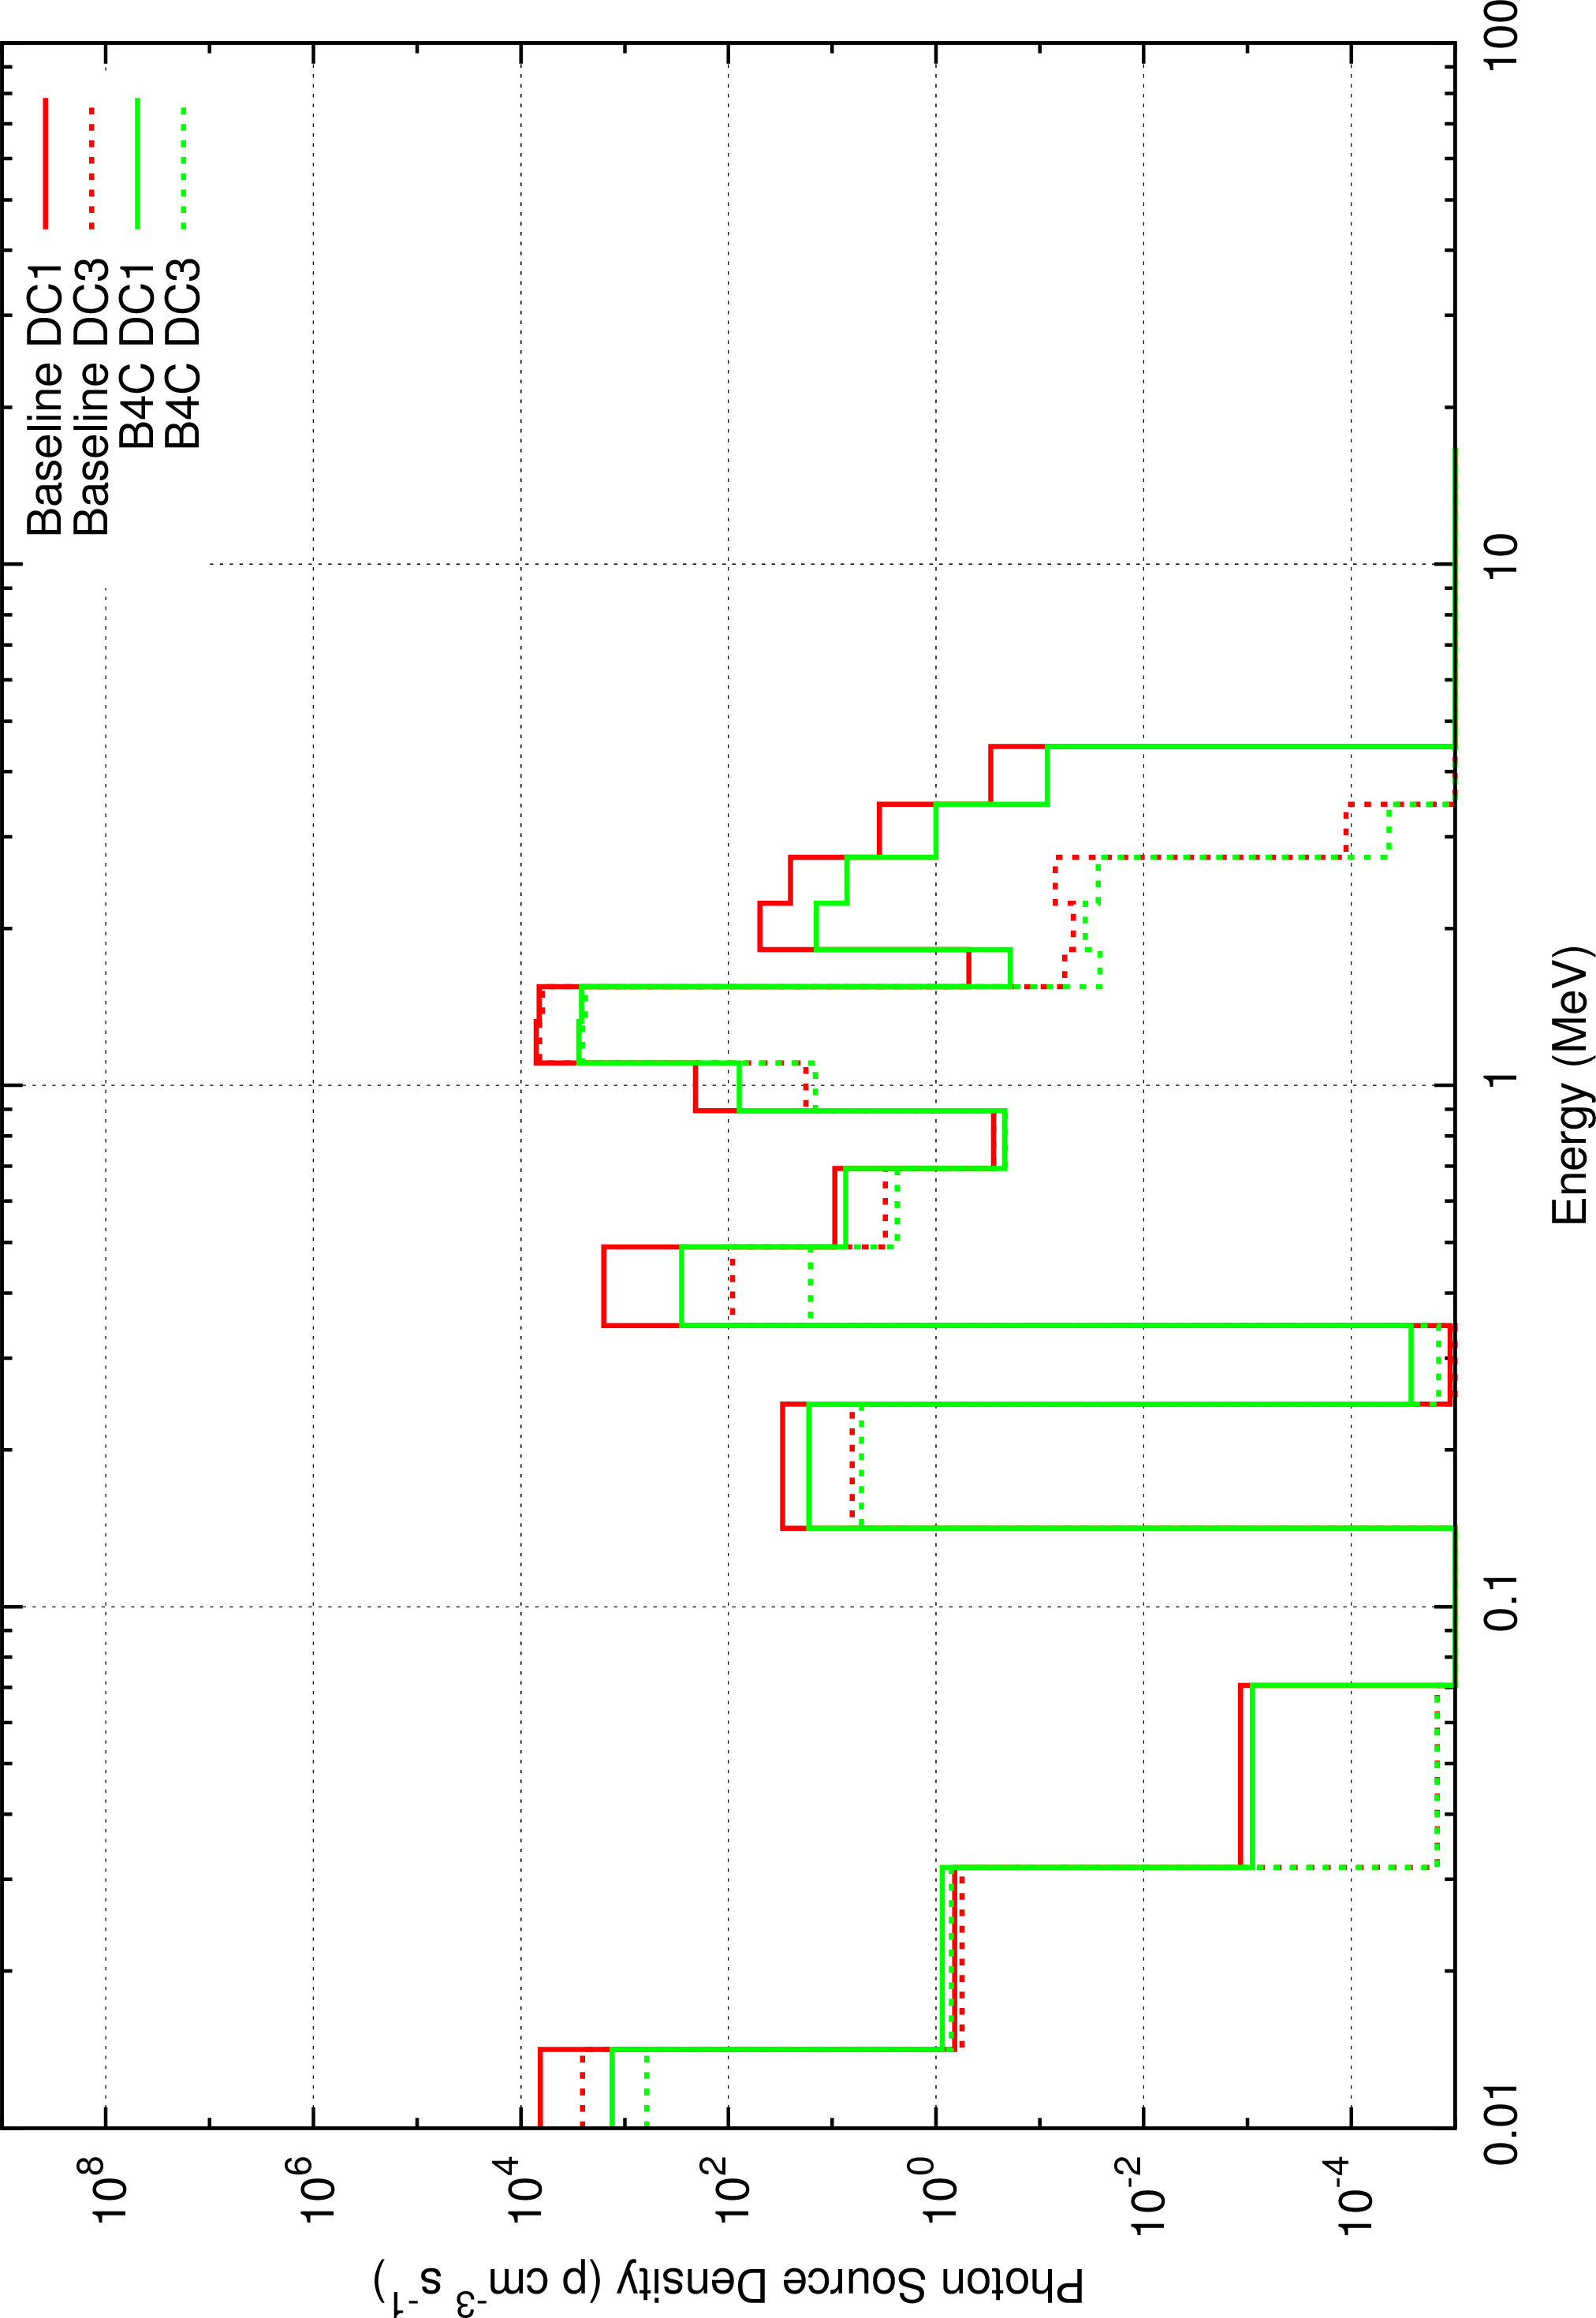 Baseline DC1
Baseline DC3
B4C DC1
B4C DC3
10^8
10^6
10^4
10^2
10^0
10^-2
10^-4
Photon Source Density (p cm^-3 s^-1)
0.01
0.1
1
10
100
Energy (MeV)